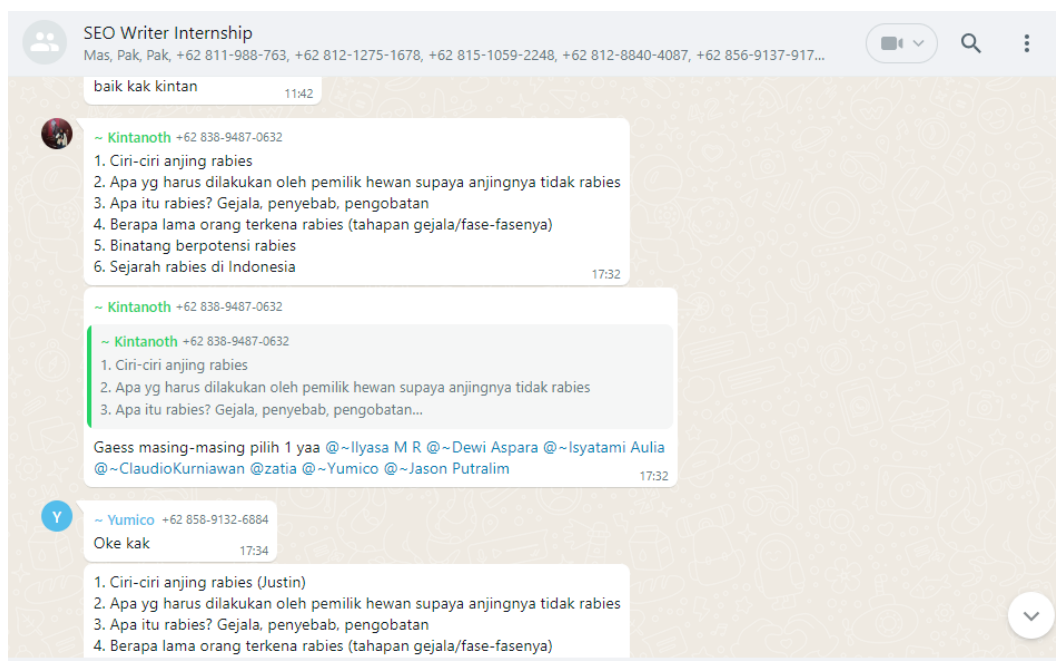 SEO Writer Internship
Mas, Pak, Pak, +62 811-988-763, +62 812-1275-1678, +62 815-1059-2248, +62 812-8840-4087, +62 856-9137-917...
baik kak kintan
11:42
~ Kintanoth +62 838-9487-0632
1. Ciri-ciri anjing rabies
2. Apa yg harus dilakukan oleh pemilik hewan supaya anjingnya tidak rabies
3. Apa itu rabies? Gejala, penyebab, pengobatan
4. Berapa lama orang terkena rabies (tahapan gejala/fase-fasenya)
5. Binatang berpotensi rabies
6. Sejarah rabies di Indonesia
17:32
~ Kintanoth +62 838-9487-0632
~ Kintanoth +62 838-9487-0632
1. Ciri-ciri anjing rabies
2. Apa yg harus dilakukan oleh pemilik hewan supaya anjingnya tidak rabies
3. Apa itu rabies? Gejala, penyebab, pengobatan...
Gaess masing-masing pilih 1 yaa @~Ilyasa M R @~Dewi Aspara @~Isyatami Aulia
@~ClaudioKurniawan @zatia @~Yumico @~Jason Putralim
17:32
Y
~ Yumico +62 858-9132-6884
Oke kak
17:34
1. Ciri-ciri anjing rabies (Justin)
2. Apa yg harus dilakukan oleh pemilik hewan supaya anjingnya tidak rabies
3. Apa itu rabies? Gejala, penyebab, pengobatan
4. Berapa lama orang terkena rabies (tahapan gejala/fase-fasenya)